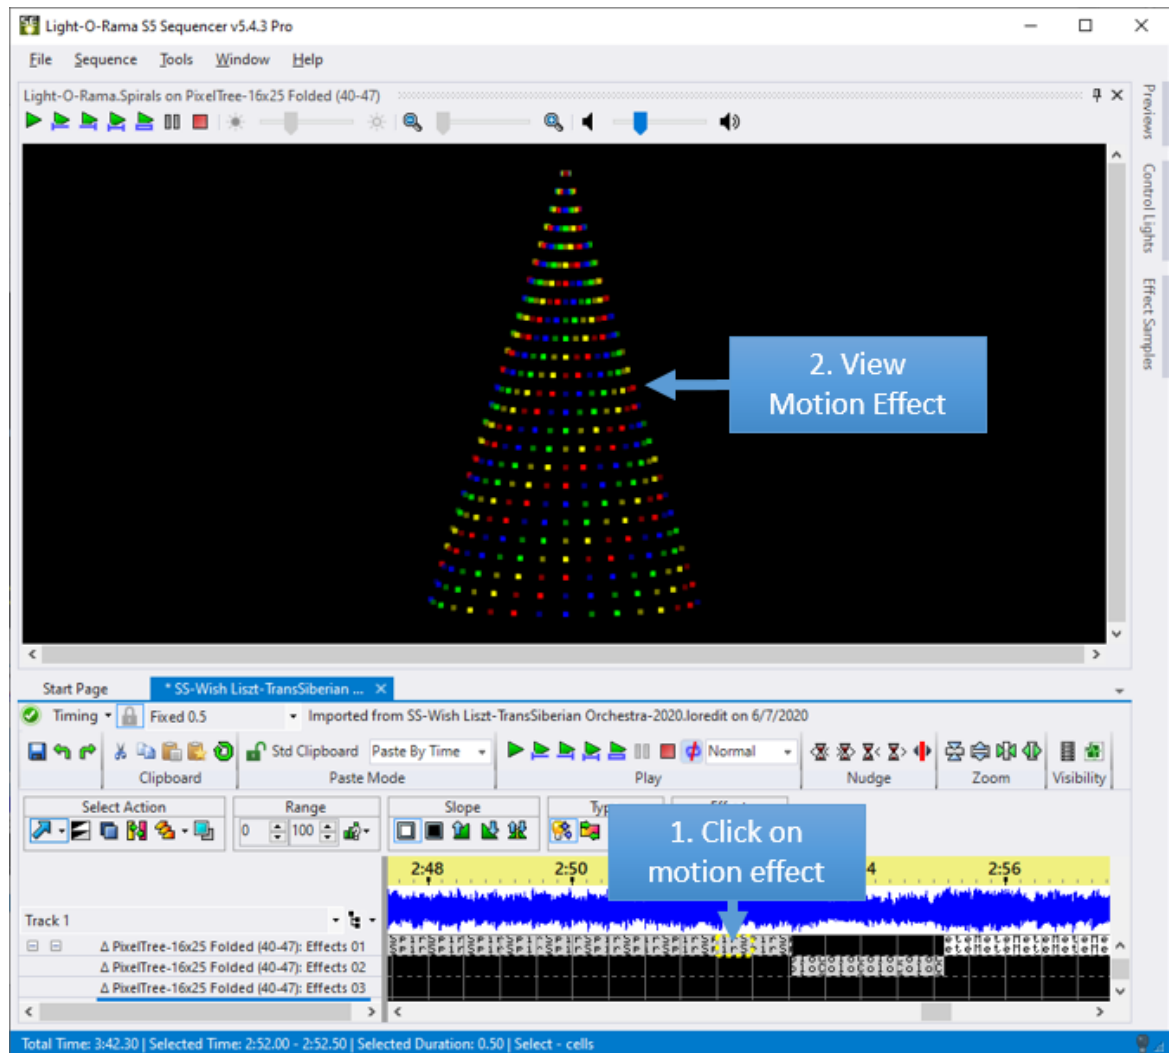 Light-O-Rama S5 Sequencer v5.4.3 Pro
File Sequence Tools Window Help
Light-O-Rama.Spirals on PixelTree-16x25 Folded (40-47)
Previews
Control Lights
Effect Samples
2. View
Motion Effect
Start Page * SS-Wish Liszt-TransSiberian ...
Timing Fixed 0.5 Imported from SS-Wish Liszt-TransSiberian Orchestra-2020.loredit on 6/7/2020
Std Clipboard Paste By Time Normal
Clipboard Paste Mode Play Nudge Zoom Visibility
Select Action Range Slope
0 100
1. Click on
motion effect
2:48 2:50 4 2:56
Track 1
Δ PixelTree-16x25 Folded (40-47): Effects 01
Δ PixelTree-16x25 Folded (40-47): Effects 02
Δ PixelTree-16x25 Folded (40-47): Effects 03
Total Time: 3:42.30 | Selected Time: 2:52.00 - 2:52.50 | Selected Duration: 0.50 | Select - cells